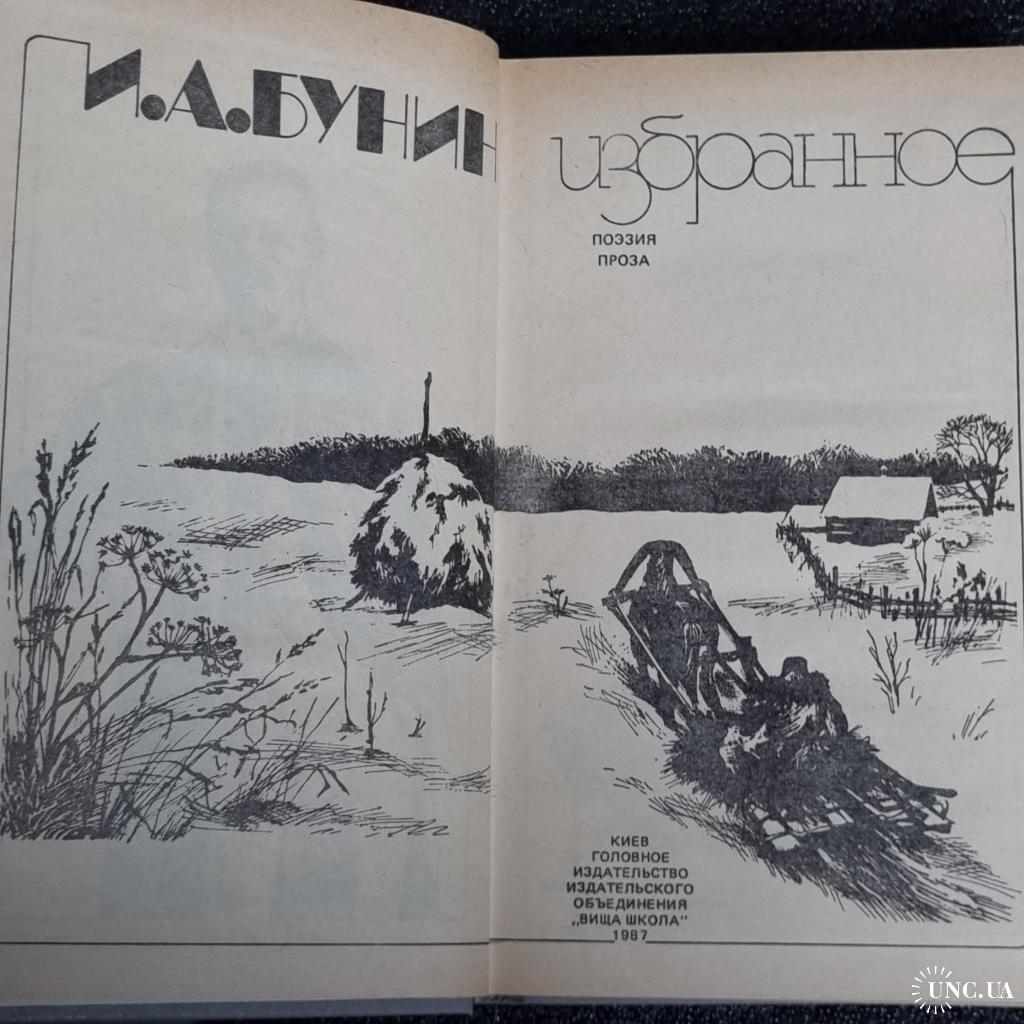 И.А.БУНИН
избранное
ПОЭЗИЯ
ПРОЗА
КИЕВ
ГОЛОВНОЕ
ИЗДАТЕЛЬСТВО
ИЗДАТЕЛЬСКОГО
ОБЪЕДИНЕНИЯ
„ВИЩА ШКОЛА"
1987
UNC.UA